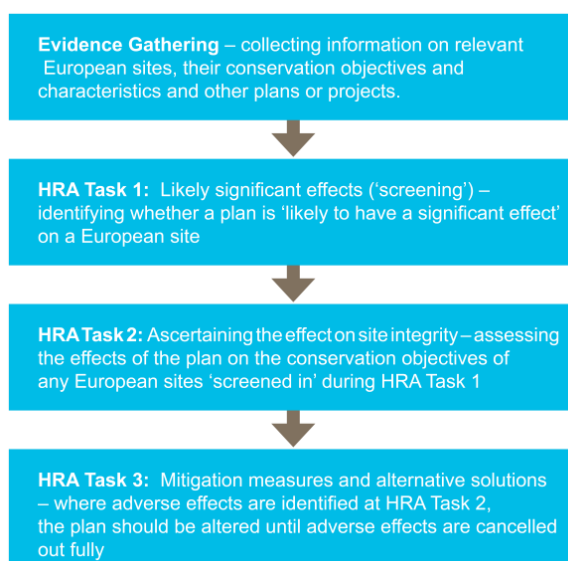 Evidence Gathering – collecting information on relevant
European sites, their conservation objectives and
characteristics and other plans or projects.
HRA Task 1: Likely significant effects (‘screening’) –
identifying whether a plan is ‘likely to have a significant effect’
on a European site
HRA Task 2: Ascertaining the effect on site integrity – assessing
the effects of the plan on the conservation objectives of
any European sites ‘screened in’ during HRA Task 1
HRA Task 3: Mitigation measures and alternative solutions
– where adverse effects are identified at HRA Task 2,
the plan should be altered until adverse effects are cancelled
out fully